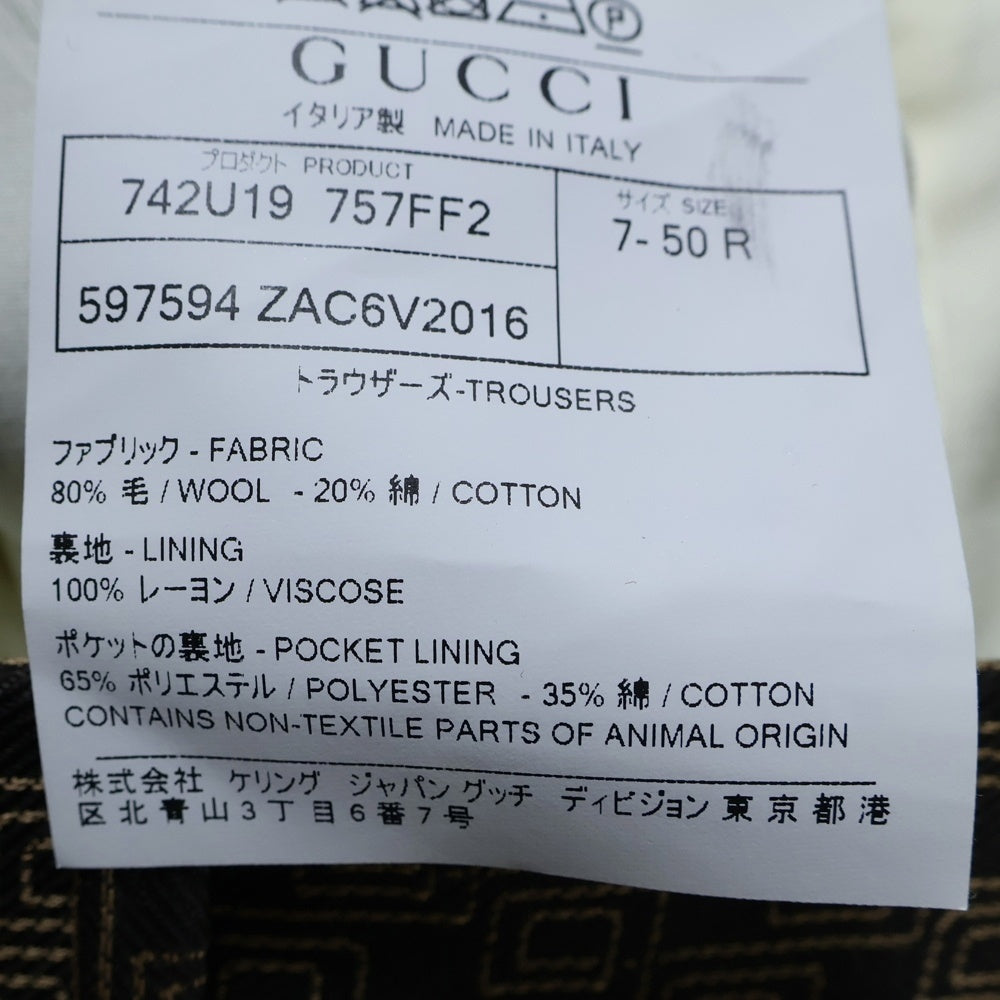 GUCCI
イタリア製 MADE IN ITALY
プロダクト PRODUCT
742U19 757FF2
サイズ SIZE
7- 50 R
597594 ZAC6V2016
トラウザーズ-TROUSERS
ファブリック - FABRIC
80% 毛 / WOOL - 20% 綿 / COTTON
裏地 - LINING
100% レーヨン / VISCOSE
ポケットの裏地 - POCKET LINING
65% ポリエステル / POLYESTER - 35% 綿 / COTTON
CONTAINS NON-TEXTILE PARTS OF ANIMAL ORIGIN
株式会社 ケリング ジャパン グッチ ディビジョン 東京都港
区北青山3丁目6番7号